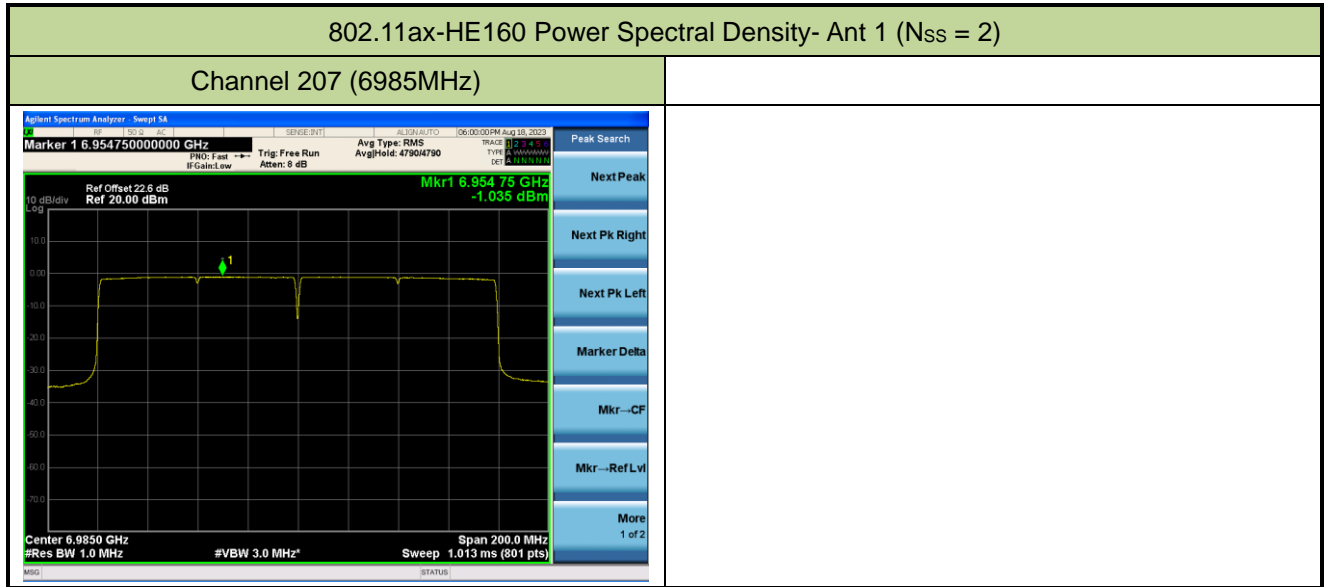 802.11ax-HE160 Power Spectral Density- Ant 1 (NSS = 2)
Channel 207 (6985MHz)
Agilent Spectrum Analyzer - Swept SA
RF 50 Ω AC SENSE:INT ALIGNAUTO 06:00:00 PM Aug 18, 2023
Marker 1 6.954750000000 GHz
PNO: Fast
IFGain:Low
Trig: Free Run
Atten: 8 dB
Avg Type: RMS
Avg|Hold: 4790/4790
TRACE 1 2 3 4 5 6
TYPE A WWWWW
DET A N N N N N
Peak Search
Ref Offset 22.6 dB
10 dB/div Ref 20.00 dBm
Log
Mkr1 6.954 75 GHz
-1.035 dBm
10.0
0.00
-10.0
-20.0
-30.0
-40.0
-50.0
-60.0
-70.0
1
Next Peak
Next Pk Right
Next Pk Left
Marker Delta
Mkr→CF
Mkr→Ref Lvl
More
1 of 2
Center 6.9850 GHz Span 200.0 MHz
#Res BW 1.0 MHz #VBW 3.0 MHz* Sweep 1.013 ms (801 pts)
MSG STATUS